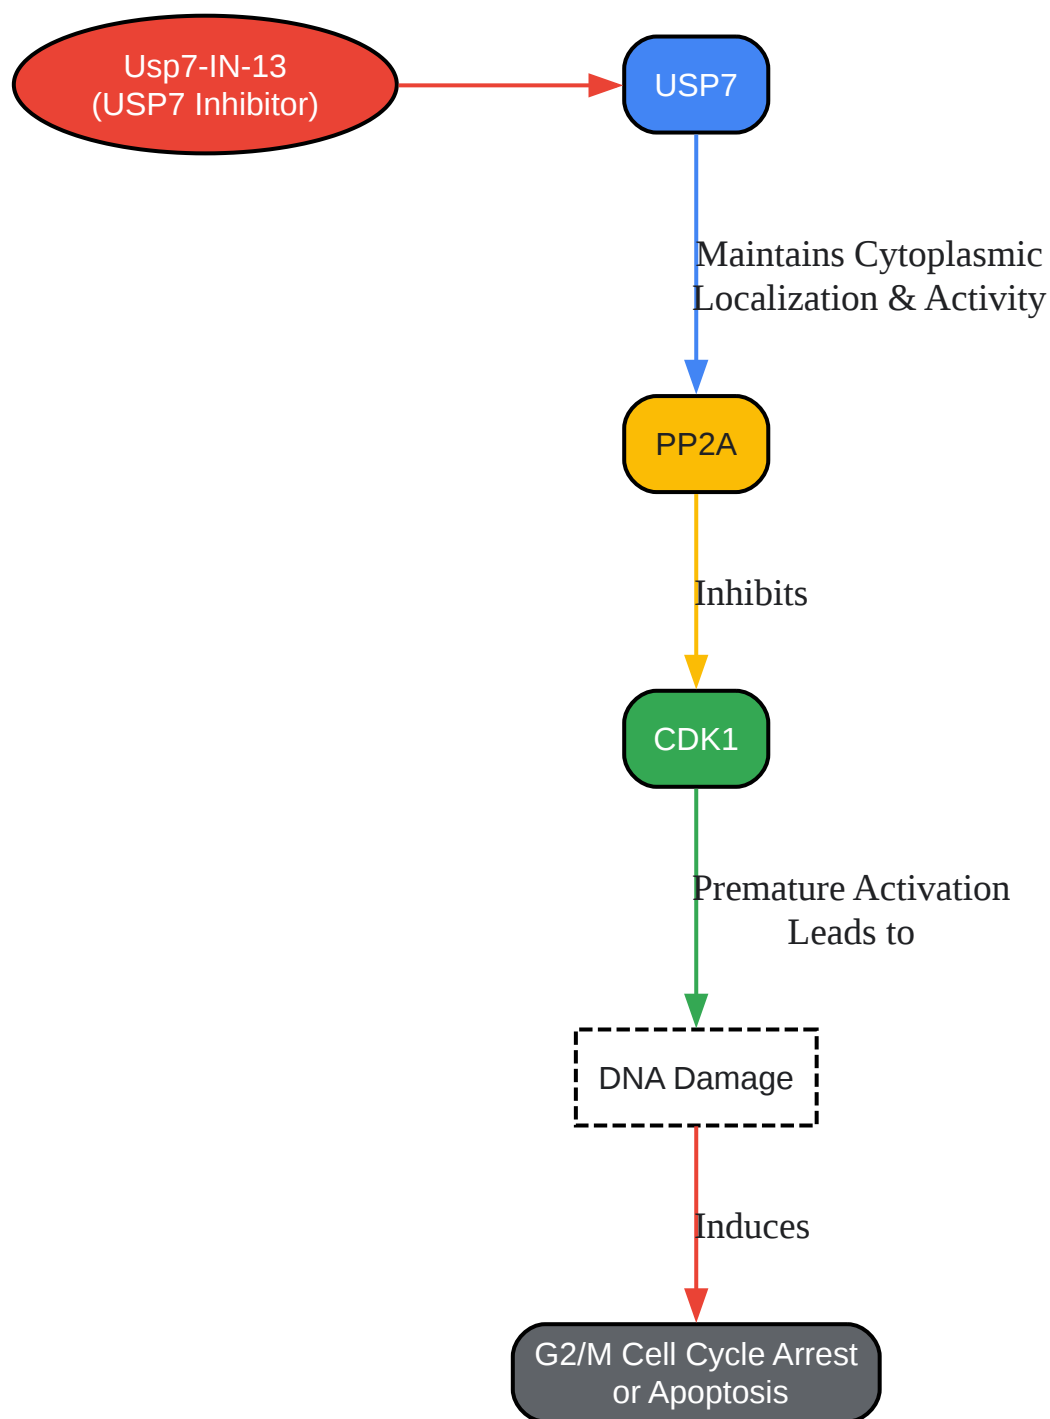 Usp7-IN-13
(USP7 Inhibitor)
USP7
Maintains Cytoplasmic
Localization & Activity
PP2A
Inhibits
CDK1
Premature Activation
Leads to
DNA Damage
Induces
G2/M Cell Cycle Arrest
or Apoptosis